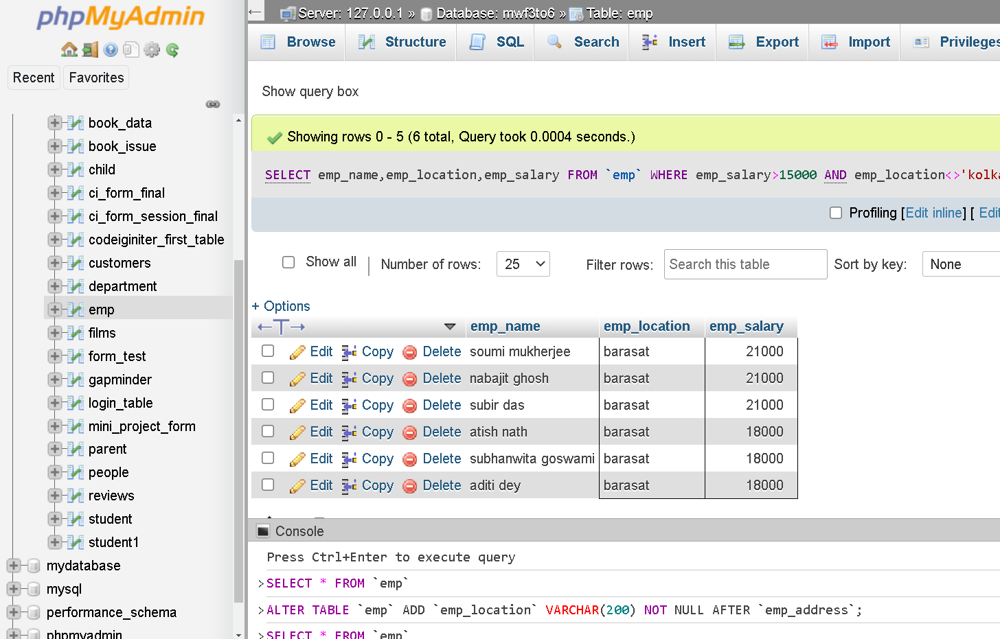 phpMyAdmin
Recent Favorites
book_data
book_issue
child
ci_form_final
ci_form_session_final
codeiginiter_first_table
customers
department
emp
films
form_test
gapminder
login_table
mini_project_form
parent
people
reviews
student
student1
mydatabase
mysql
performance_schema
phpmyadmin
Server: 127.0.0.1 » Database: mwf3to6 » Table: emp
Browse Structure SQL Search Insert Export Import Privileges
Show query box
Showing rows 0 - 5 (6 total, Query took 0.0004 seconds.)
SELECT emp_name,emp_location,emp_salary FROM `emp` WHERE emp_salary>15000 AND emp_location<>'kolka
Profiling [Edit inline] [ Edit
Show all Number of rows: 25 Filter rows: Search this table Sort by key: None
+ Options
emp_name emp_location emp_salary
Edit Copy Delete soumi mukherjee barasat 21000
Edit Copy Delete nabajit ghosh barasat 21000
Edit Copy Delete subir das barasat 21000
Edit Copy Delete atish nath barasat 18000
Edit Copy Delete subhanwita goswami barasat 18000
Edit Copy Delete aditi dey barasat 18000
Console
Press Ctrl+Enter to execute query
>SELECT * FROM `emp`
>ALTER TABLE `emp` ADD `emp_location` VARCHAR(200) NOT NULL AFTER `emp_address`;
>SELECT * FROM `emp`